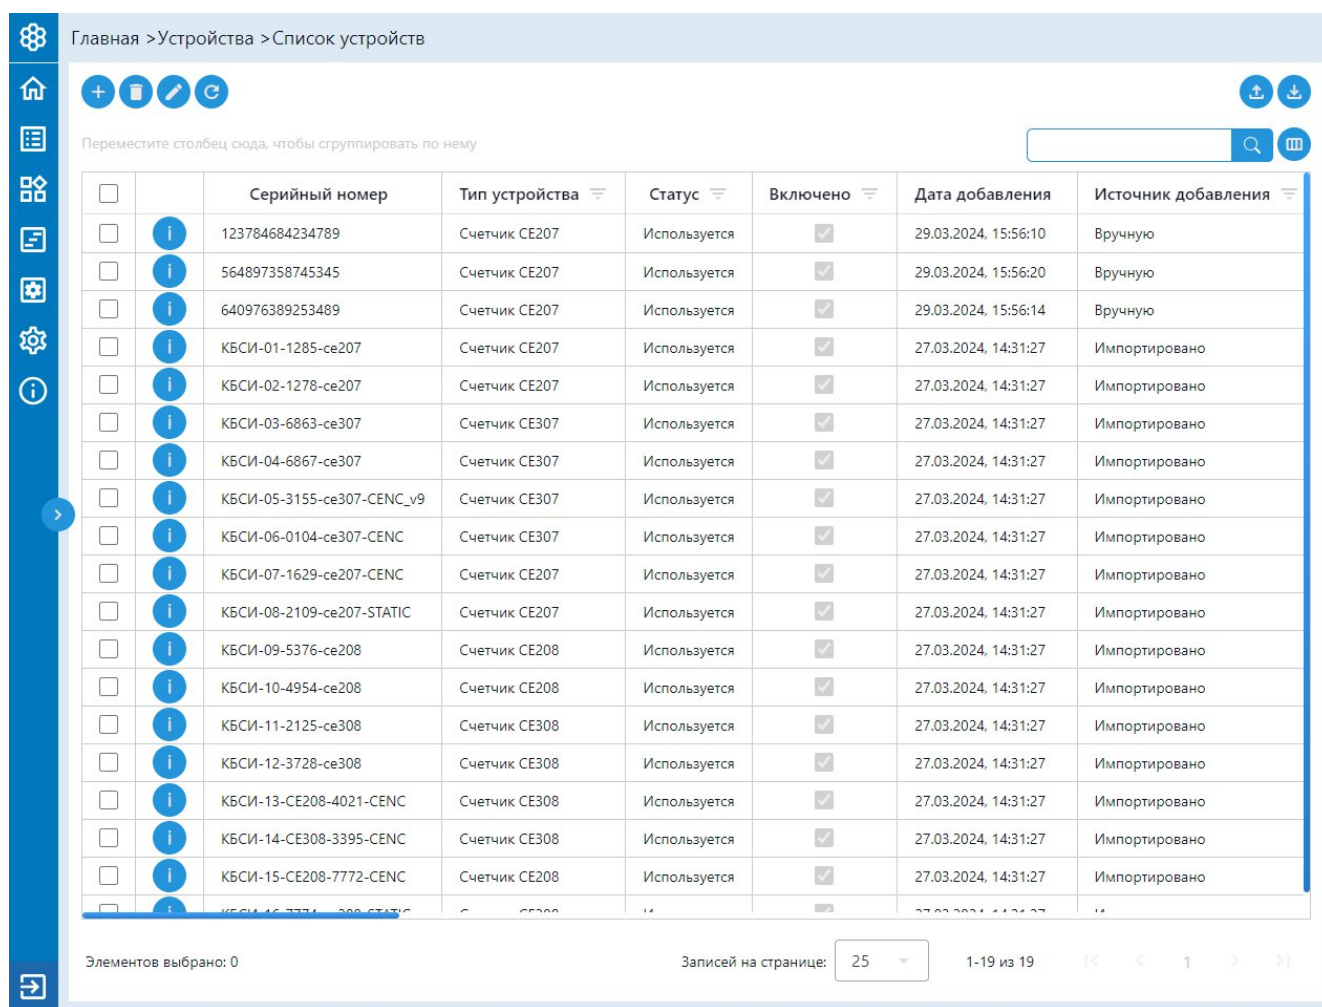 Главная >Устройства >Список устройств
Переместите столбец сюда, чтобы сгруппировать по нему
Серийный номер Тип устройства Статус Включено Дата добавления Источник добавления
123784684234789 Счетчик CE207 Используется 29.03.2024, 15:56:10 Вручную
564897358745345 Счетчик CE207 Используется 29.03.2024, 15:56:20 Вручную
640976389253489 Счетчик CE207 Используется 29.03.2024, 15:56:14 Вручную
КБСИ-01-1285-ce207 Счетчик CE207 Используется 27.03.2024, 14:31:27 Импортировано
КБСИ-02-1278-ce207 Счетчик CE207 Используется 27.03.2024, 14:31:27 Импортировано
КБСИ-03-6863-ce307 Счетчик CE307 Используется 27.03.2024, 14:31:27 Импортировано
КБСИ-04-6867-ce307 Счетчик CE307 Используется 27.03.2024, 14:31:27 Импортировано
КБСИ-05-3155-ce307-CENC_v9 Счетчик CE307 Используется 27.03.2024, 14:31:27 Импортировано
КБСИ-06-0104-ce307-CENC Счетчик CE307 Используется 27.03.2024, 14:31:27 Импортировано
КБСИ-07-1629-ce207-CENC Счетчик CE207 Используется 27.03.2024, 14:31:27 Импортировано
КБСИ-08-2109-ce207-STATIC Счетчик CE207 Используется 27.03.2024, 14:31:27 Импортировано
КБСИ-09-5376-ce208 Счетчик CE208 Используется 27.03.2024, 14:31:27 Импортировано
КБСИ-10-4954-ce208 Счетчик CE208 Используется 27.03.2024, 14:31:27 Импортировано
КБСИ-11-2125-ce308 Счетчик CE308 Используется 27.03.2024, 14:31:27 Импортировано
КБСИ-12-3728-ce308 Счетчик CE308 Используется 27.03.2024, 14:31:27 Импортировано
КБСИ-13-CE208-4021-CENC Счетчик CE308 Используется 27.03.2024, 14:31:27 Импортировано
КБСИ-14-CE308-3395-CENC Счетчик CE308 Используется 27.03.2024, 14:31:27 Импортировано
КБСИ-15-CE208-7772-CENC Счетчик CE208 Используется 27.03.2024, 14:31:27 Импортировано
Элементов выбрано: 0 Записей на странице: 25 1-19 из 19 1